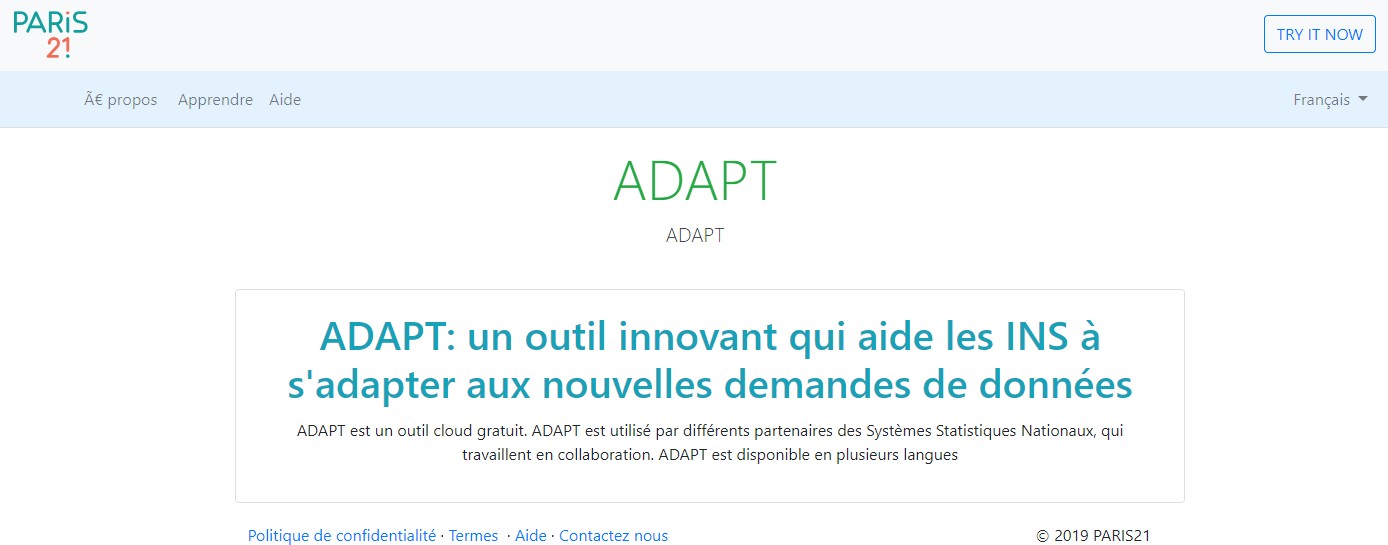 PARiS
21
TRY IT NOW
Ã€ propos Apprendre Aide Français
ADAPT
ADAPT
ADAPT: un outil innovant qui aide les INS à
s'adapter aux nouvelles demandes de données
ADAPT est un outil cloud gratuit. ADAPT est utilisé par différents partenaires des Systèmes Statistiques Nationaux, qui
travaillent en collaboration. ADAPT est disponible en plusieurs langues
Politique de confidentialité · Termes · Aide · Contactez nous © 2019 PARIS21